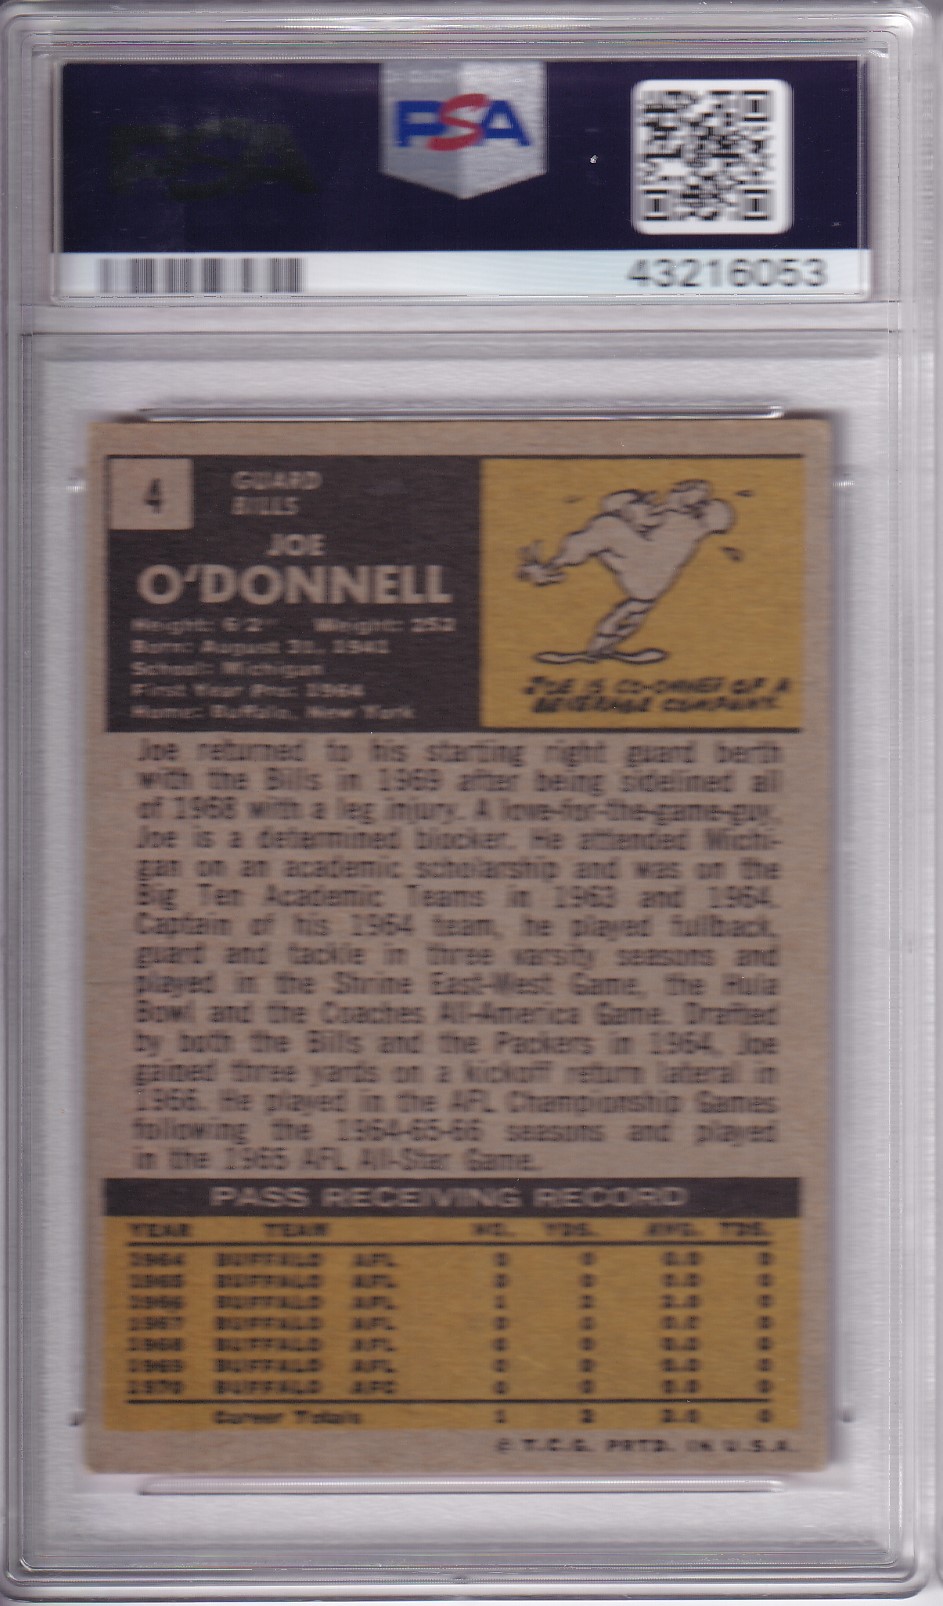 PSA
43216053
4
GUARD
BILLS
JOE
O'DONNELL
Height: 6'2" Weight: 252
Born: August 31, 1941
School: Michigan
First Year Pro: 1964
Home: Buffalo, New York
JOE IS CO-OWNER OF A
BEVERAGE COMPANY.
Joe returned to his starting right guard berth
with the Bills in 1969 after being sidelined all
of 1968 with a leg injury. A love-for-the-game-guy,
Joe is a determined blocker. He attended Michi-
gan on an academic scholarship and was on the
Big Ten Academic Teams in 1963 and 1964.
Captain of his 1964 team, he played fullback,
guard and tackle in three varsity seasons and
played in the Shrine East-West Game, the Hula
Bowl and the Coaches All-America Game. Drafted
by both the Bills and the Packers in 1964, Joe
gained three yards on a kickoff return lateral in
1966. He played in the AFL Championship Games
following the 1964-65-66 seasons and played
in the 1965 AFL All-Star Game.
PASS RECEIVING RECORD
YEAR TEAM NO. YDS. AVG. TDS.
1964 BUFFALO AFL 0 0 0.0 0
1965 BUFFALO AFL 0 0 0.0 0
1966 BUFFALO AFL 1 2 2.0 0
1967 BUFFALO AFL 0 0 0.0 0
1968 BUFFALO AFL 0 0 0.0 0
1969 BUFFALO AFL 0 0 0.0 0
1970 BUFFALO AFC 0 0 0.0 0
Career Totals 1 2 2.0 0
© T.C.G. PRTD. IN U.S.A.